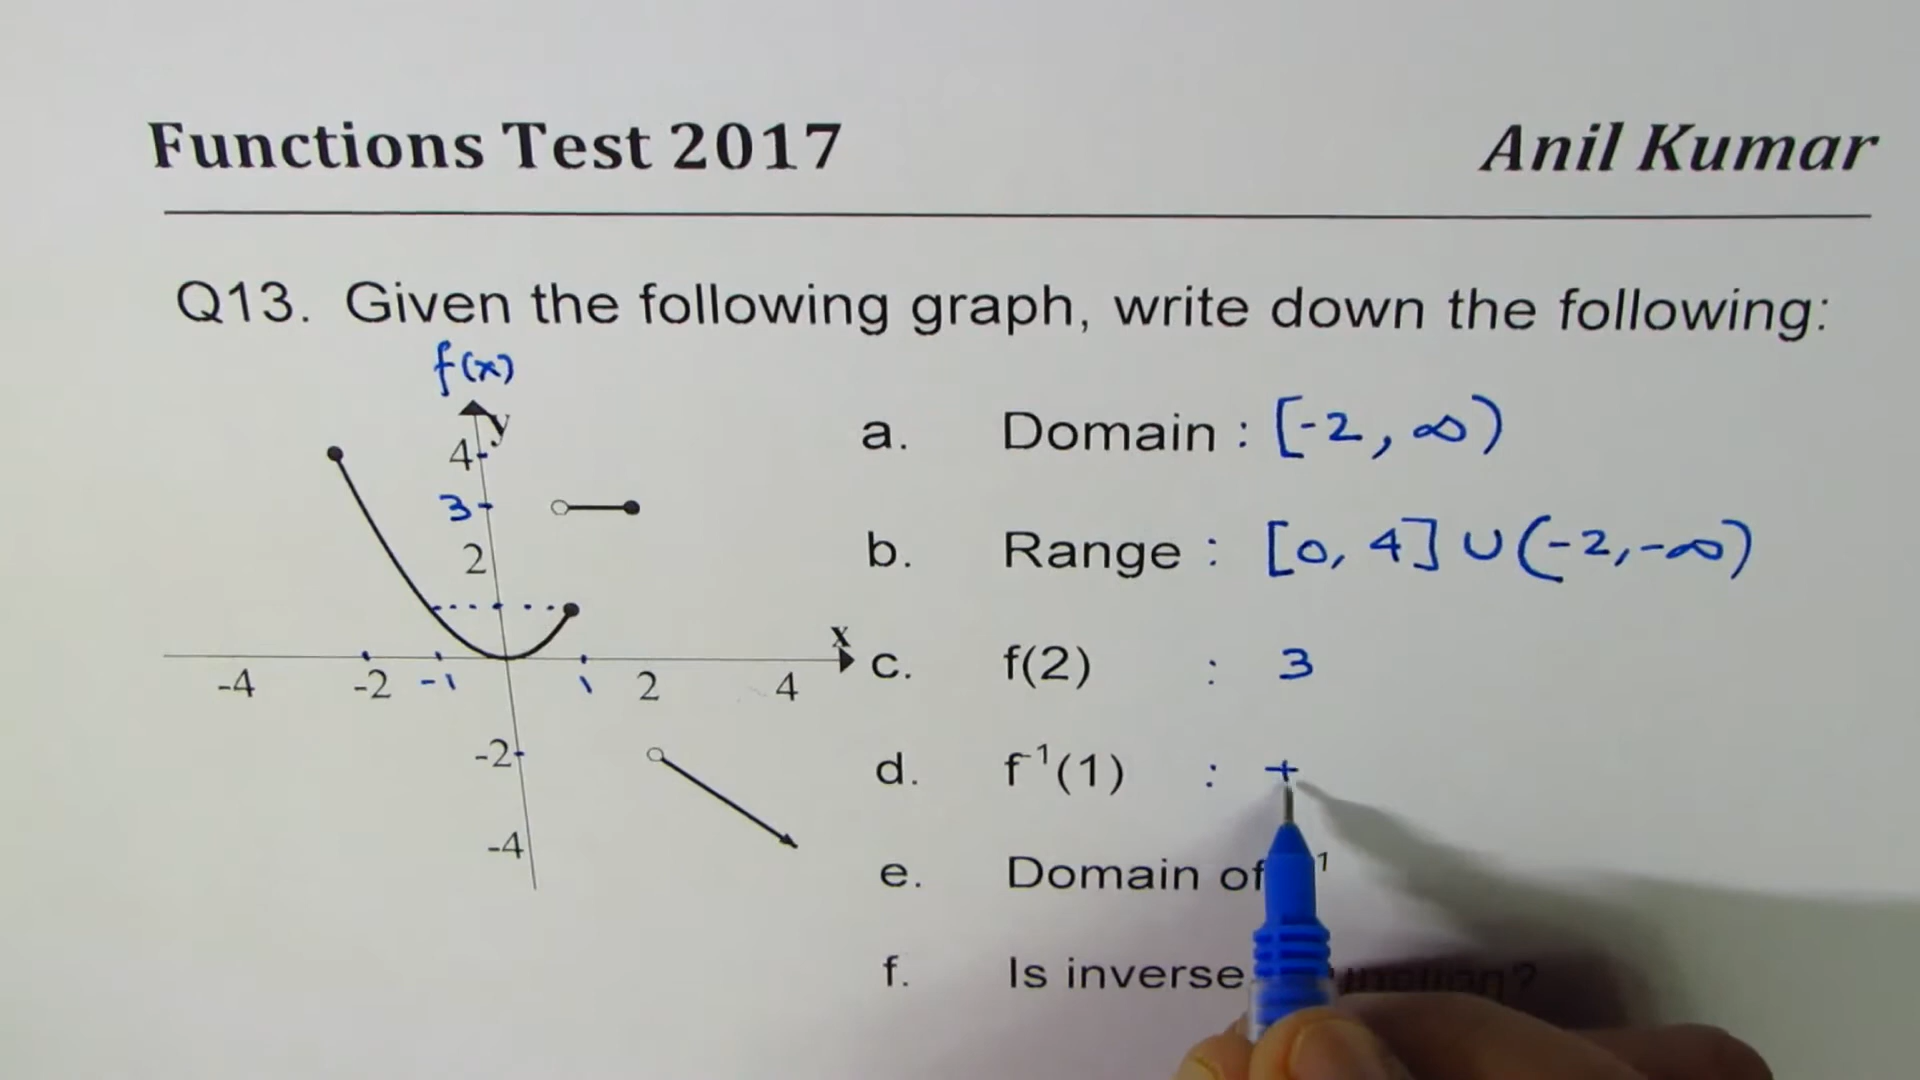 Functions Test 2017
Anil Kumar
Q13. Given the following graph, write down the following:
f(x)
y
4
3
2
x
-4
-2
-1
1
2
4
-2
-4
a. Domain : [-2, ∞)
b. Range : [0, 4] ∪ (-2, -∞)
c. f(2) : 3
d. f⁻¹(1) : +
e. Domain of ¹
f. Is inverse function?